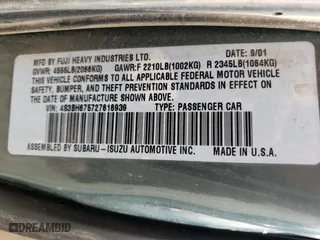 MFD BY FUJI HEAVY INDUSTRIES LTD. DATE: 9/01
GVWR: 4555LB(2066KG) GAWR:F 2210LB(1002KG) R 2345LB(1064KG)
THIS VEHICLE CONFORMS TO ALL APPLICABLE FEDERAL MOTOR VEHICLE
SAFETY, BUMPER, AND THEFT PREVENTION STANDARDS IN EFFECT ON
THE DATE OF MANUFACTURE SHOWN ABOVE.
VIN: 4S3BH675727616939 TYPE: PASSENGER CAR
ASSEMBLED BY SUBARU-ISUZU AUTOMOTIVE INC. MADE IN U.S.A.
DREAMBID